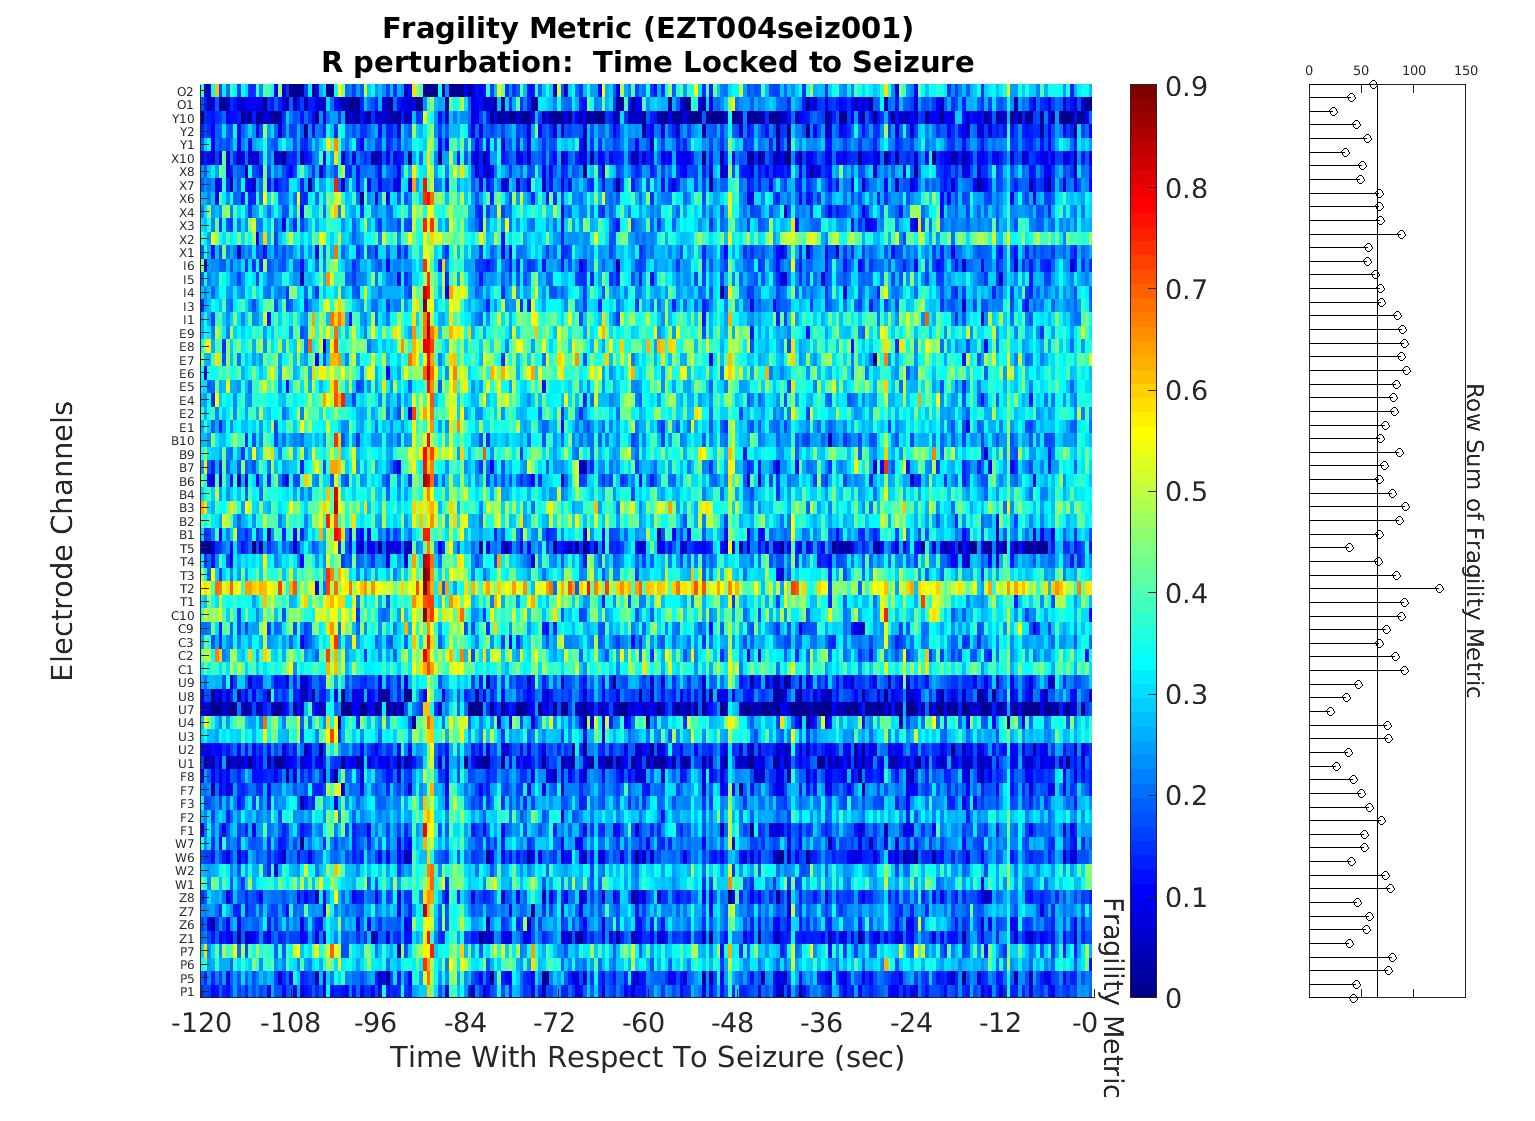 Fragility Metric (EZT004seiz001)
R perturbation:  Time Locked to Seizure
Electrode Channels
O2
O1
Y10
Y2
Y1
X10
X8
X7
X6
X4
X3
X2
X1
I6
I5
I4
I3
I1
E9
E8
E7
E6
E5
E4
E2
E1
B10
B9
B7
B6
B4
B3
B2
B1
T5
T4
T3
T2
T1
C10
C9
C3
C2
C1
U9
U8
U7
U4
U3
U2
U1
F8
F7
F3
F2
F1
W7
W6
W2
W1
Z8
Z7
Z6
Z1
P7
P6
P5
P1
-120 -108 -96 -84 -72 -60 -48 -36 -24 -12 -0
Time With Respect To Seizure (sec)
0.9
0.8
0.7
0.6
0.5
0.4
0.3
0.2
0.1
0
Fragility Metric
0 50 100 150
Row Sum of Fragility Metric